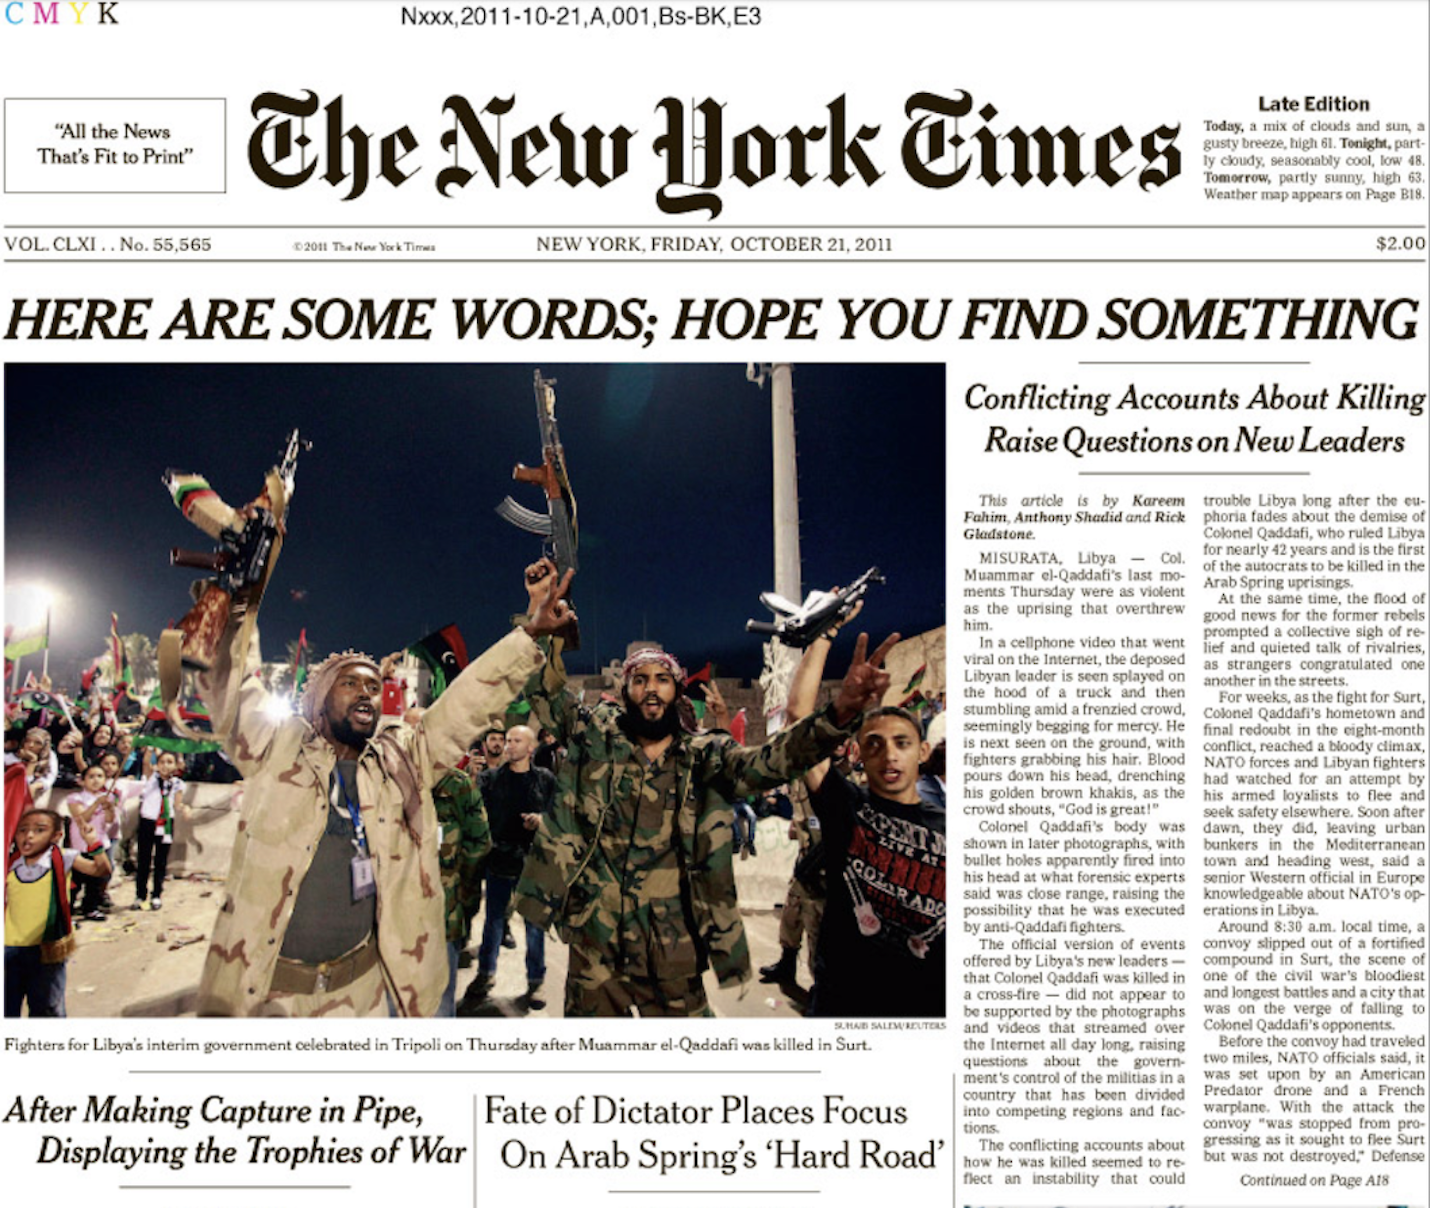 C M Y K
Nxxx,2011-10-21,A,001,Bs-BK,E3
“All the News
That’s Fit to Print”
The New York Times
Late Edition
Today, a mix of clouds and sun, a
gusty breeze, high 61. Tonight, part-
ly cloudy, seasonably cool, low 48.
Tomorrow, partly sunny, high 63.
Weather map appears on Page B18.
VOL. CLXI . . No. 55,565
© 2011 The New York Times
NEW YORK, FRIDAY, OCTOBER 21, 2011
$2.00
HERE ARE SOME WORDS; HOPE YOU FIND SOMETHING
LIVE AT
COLORADO
SUHAIB SALEM/REUTERS
Fighters for Libya’s interim government celebrated in Tripoli on Thursday after Muammar el-Qaddafi was killed in Surt.
After Making Capture in Pipe,
Displaying the Trophies of War
Fate of Dictator Places Focus
On Arab Spring’s ‘Hard Road’
Conflicting Accounts About Killing
Raise Questions on New Leaders
This article is by Kareem
Fahim, Anthony Shadid and Rick
Gladstone.
MISURATA, Libya — Col.
Muammar el-Qaddafi’s last mo-
ments Thursday were as violent
as the uprising that overthrew
him.
In a cellphone video that went
viral on the Internet, the deposed
Libyan leader is seen splayed on
the hood of a truck and then
stumbling amid a frenzied crowd,
seemingly begging for mercy. He
is next seen on the ground, with
fighters grabbing his hair. Blood
pours down his head, drenching
his golden brown khakis, as the
crowd shouts, “God is great!”
Colonel Qaddafi’s body was
shown in later photographs, with
bullet holes apparently fired into
his head at what forensic experts
said was close range, raising the
possibility that he was executed
by anti-Qaddafi fighters.
The official version of events
offered by Libya’s new leaders —
that Colonel Qaddafi was killed in
a cross-fire — did not appear to
be supported by the photographs
and videos that streamed over
the Internet all day long, raising
questions about the govern-
ment’s control of the militias in a
country that has been divided
into competing regions and fac-
tions.
The conflicting accounts about
how he was killed seemed to re-
flect an instability that could
trouble Libya long after the eu-
phoria fades about the demise of
Colonel Qaddafi, who ruled Libya
for nearly 42 years and is the first
of the autocrats to be killed in the
Arab Spring uprisings.
At the same time, the flood of
good news for the former rebels
prompted a collective sigh of re-
lief and quieted talk of rivalries,
as strangers congratulated one
another in the streets.
For weeks, as the fight for Surt,
Colonel Qaddafi’s hometown and
final redoubt in the eight-month
conflict, reached a bloody climax,
NATO forces and Libyan fighters
had watched for an attempt by
his armed loyalists to flee and
seek safety elsewhere. Soon after
dawn, they did, leaving urban
bunkers in the Mediterranean
town and heading west, said a
senior Western official in Europe
knowledgeable about NATO’s op-
erations in Libya.
Around 8:30 a.m. local time, a
convoy slipped out of a fortified
compound in Surt, the scene of
one of the civil war’s bloodiest
and longest battles and a city that
was on the verge of falling to
Colonel Qaddafi’s opponents.
Before the convoy had traveled
two miles, NATO officials said, it
was set upon by an American
Predator drone and a French
warplane. With the attack the
convoy “was stopped from pro-
gressing as it sought to flee Surt
but was not destroyed,” Defense
Continued on Page A18